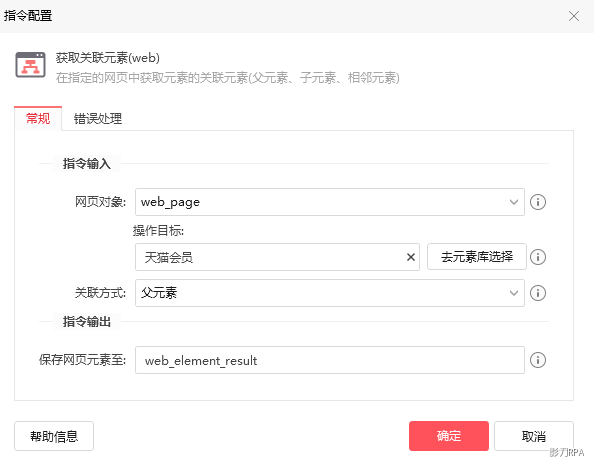 指令配置
获取关联元素(web)
在指定的网页中获取元素的关联元素(父元素、子元素、相邻元素)
常规 错误处理
指令输入
网页对象: web_page
操作目标:
天猫会员 去元素库选择
关联方式: 父元素
指令输出
保存网页元素至: web_element_result
帮助信息 确定 取消
影刀RPA